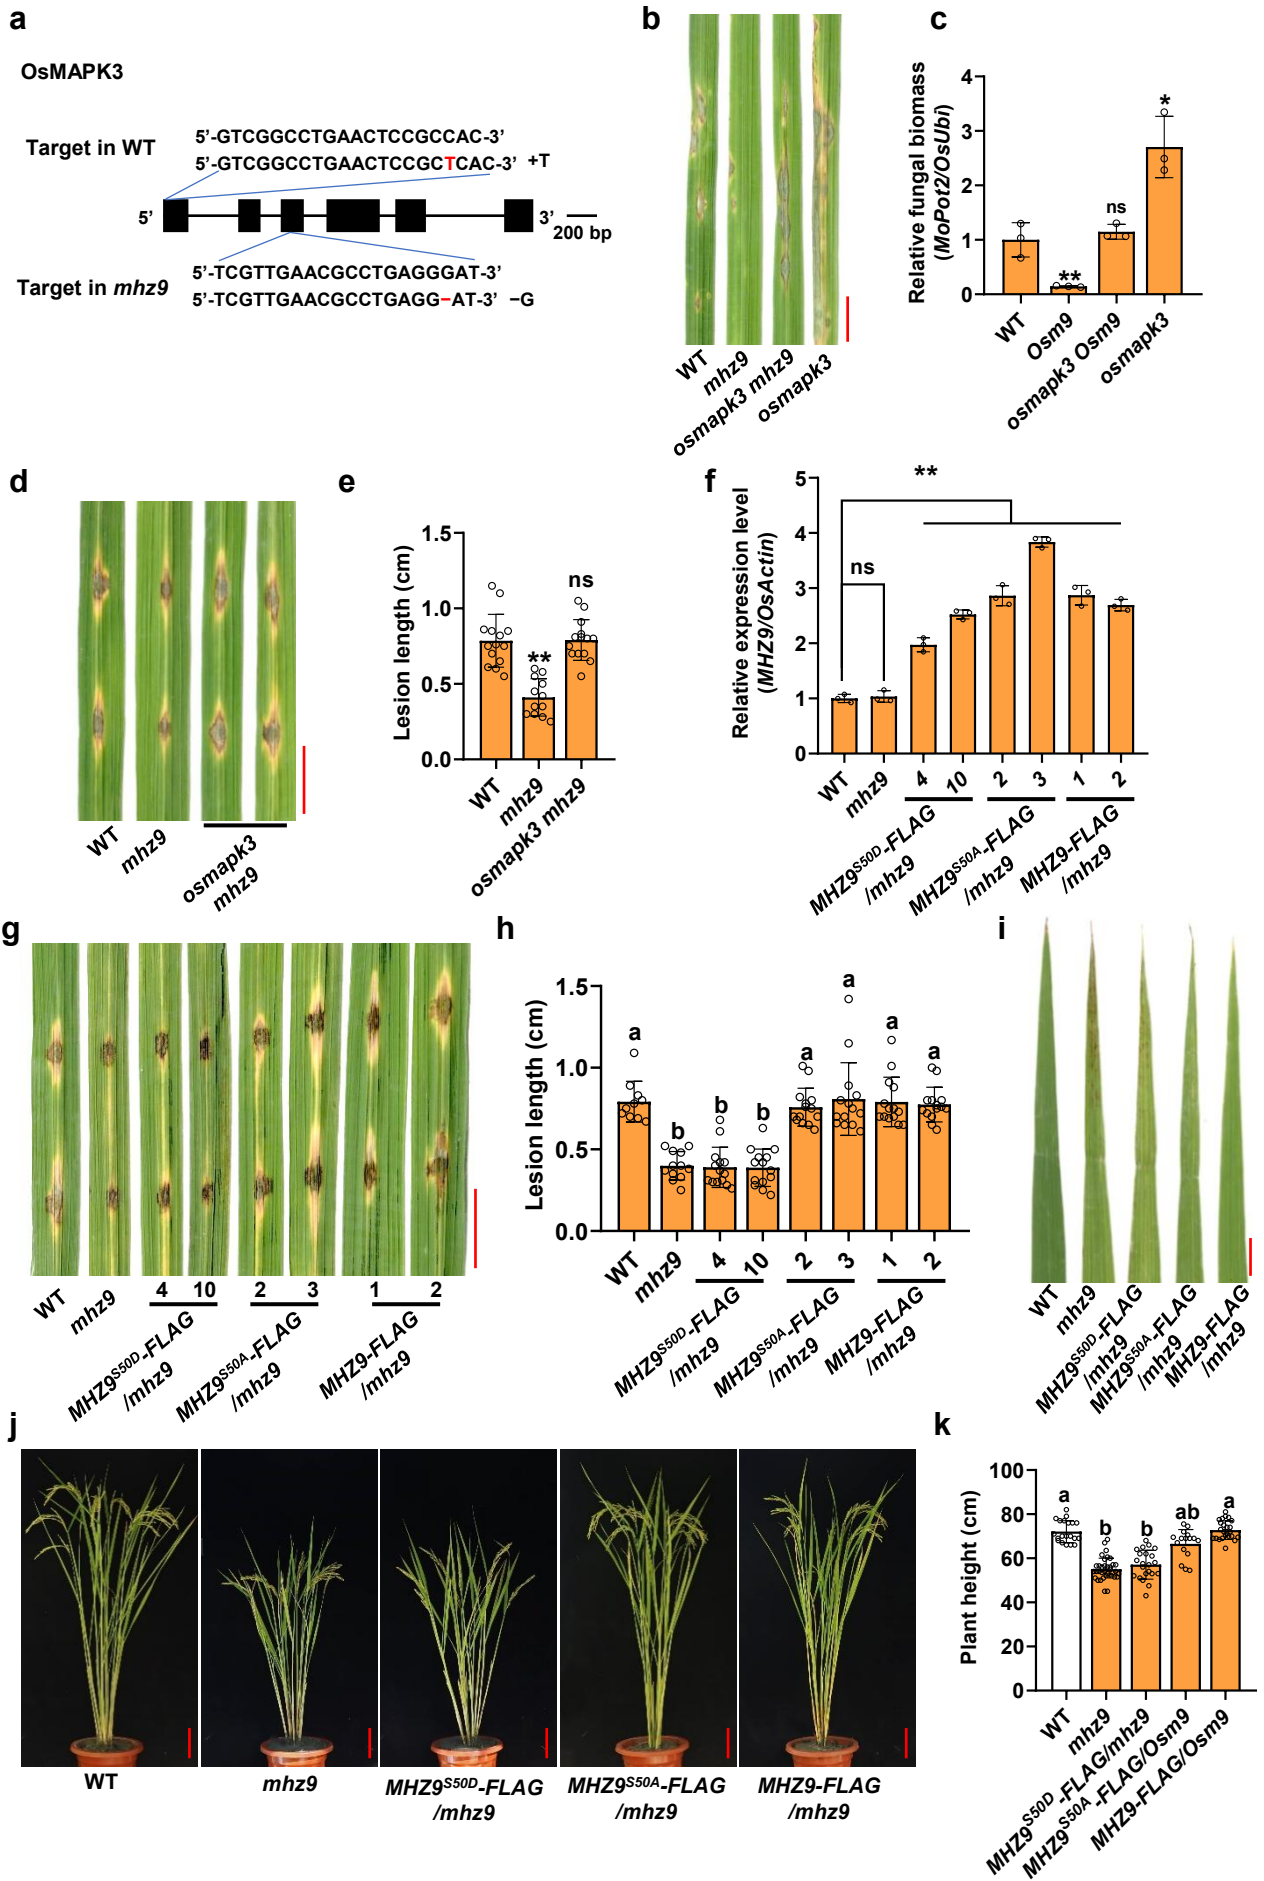 a
OsMAPK3
Target in WT
5’-GTCGGCCTGAACTCCGCCAC-3’
5’-GTCGGCCTGAACTCCGCTCAC-3’ +T
5’
3’
200 bp
Target in mhz9
5’-TCGTTGAACGCCTGAGGGAT-3’
5’-TCGTTGAACGCCTGAGG–AT-3’ –G
b
WT
mhz9
osmapk3 mhz9
osmapk3
c
Relative fungal biomass
(MoPot2/OsUbi)
4
3
2
1
0
**
ns
*
WT
Osm9
osmapk3 Osm9
osmapk3
d
WT
mhz9
osmapk3
mhz9
e
Lesion length (cm)
1.5
1.0
0.5
0.0
**
ns
WT
mhz9
osmapk3 mhz9
f
Relative expression level
(MHZ9/OsActin)
5
4
3
2
1
0
**
ns
WT
mhz9
4
10
2
3
1
2
MHZ9S50D-FLAG
/mhz9
MHZ9S50A-FLAG
/mhz9
MHZ9-FLAG
/mhz9
g
WT
mhz9
4
10
2
3
1
2
MHZ9S50D-FLAG
/mhz9
MHZ9S50A-FLAG
/mhz9
MHZ9-FLAG
/mhz9
h
Lesion length (cm)
1.5
1.0
0.5
0.0
a
b
b
b
a
a
a
a
WT
mhz9
4
10
2
3
1
2
MHZ9S50D-FLAG
/mhz9
MHZ9S50A-FLAG
/mhz9
MHZ9-FLAG
/mhz9
i
WT
mhz9
MHZ9S50D-FLAG
/mhz9
MHZ9S50A-FLAG
/mhz9
MHZ9-FLAG
/mhz9
j
WT
mhz9
MHZ9S50D-FLAG
/mhz9
MHZ9S50A-FLAG
/mhz9
MHZ9-FLAG
/mhz9
k
Plant height (cm)
100
80
60
40
20
0
a
b
b
ab
a
WT
mhz9
MHZ9S50D-FLAG/mhz9
MHZ9S50A-FLAG/Osm9
MHZ9-FLAG/Osm9